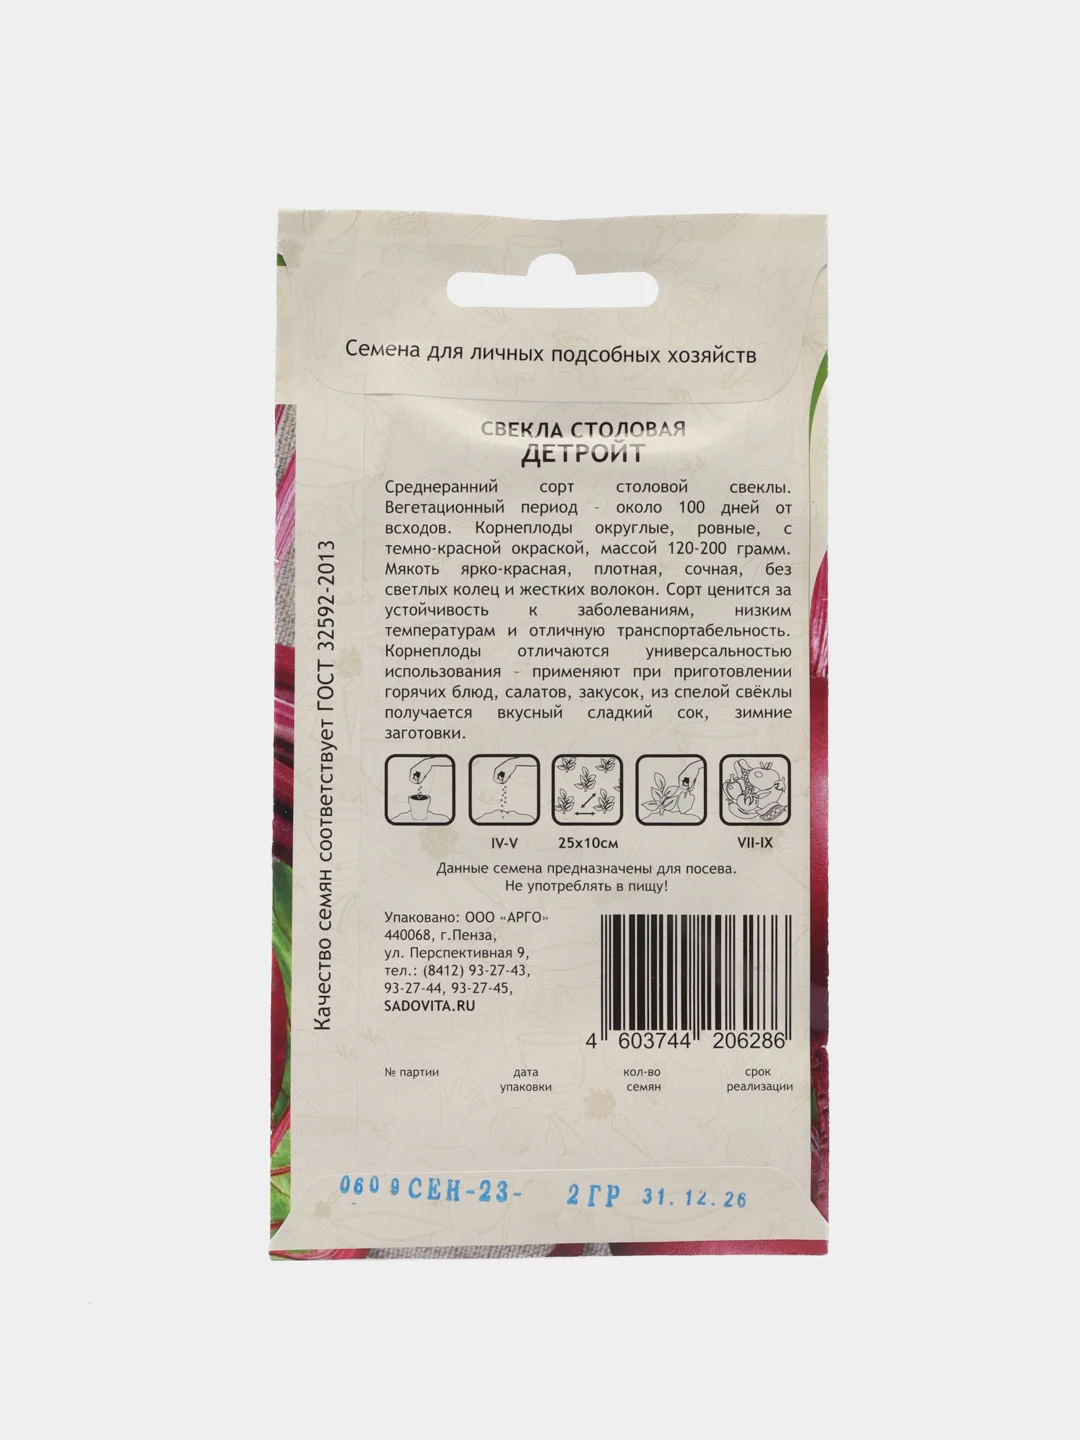 Семена для личных подсобных хозяйств
СВЕКЛА СТОЛОВАЯ
ДЕТРОЙТ
Среднеранний сорт столовой свеклы.
Вегетационный период - около 100 дней от
всходов. Корнеплоды округлые, ровные, с
темно-красной окраской, массой 120-200 грамм.
Мякоть ярко-красная, плотная, сочная, без
светлых колец и жестких волокон. Сорт ценится за
устойчивость к заболеваниям, низким
температурам и отличную транспортабельность.
Корнеплоды отличаются универсальностью
использования - применяют при приготовлении
горячих блюд, салатов, закусок, из спелой свёклы
получается вкусный сладкий сок, зимние
заготовки.
IV-V 25х10см VII-IX
Данные семена предназначены для посева.
Не употреблять в пищу!
Упаковано: ООО «АРГО»
440068, г.Пенза,
ул. Перспективная 9,
тел.: (8412) 93-27-43,
93-27-44, 93-27-45,
SADOVITA.RU
4 603744 206286
№ партии дата кол-во срок
упаковки семян реализации
0609СЕН-23- 2ГР 31.12.26
Качество семян соответствует ГОСТ 32592-2013